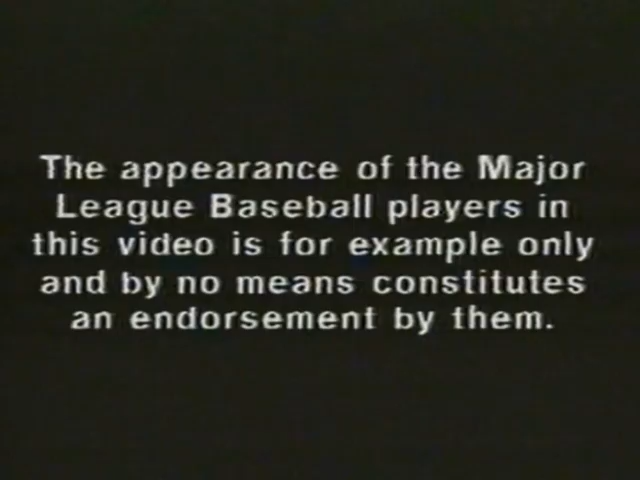 The appearance of the Major
League Baseball players in
this video is for example only
and by no means constitutes
an endorsement by them.